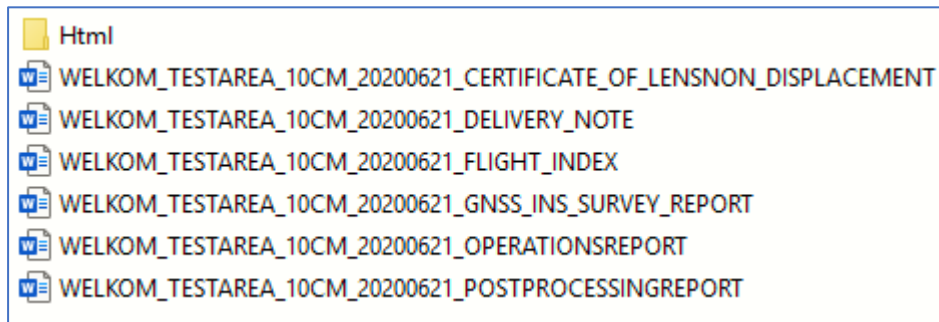 Html
WELKOM_TESTAREA_10CM_20200621_CERTIFICATE_OF_LENSNON_DISPLACEMENT
WELKOM_TESTAREA_10CM_20200621_DELIVERY_NOTE
WELKOM_TESTAREA_10CM_20200621_FLIGHT_INDEX
WELKOM_TESTAREA_10CM_20200621_GNSS_INS_SURVEY_REPORT
WELKOM_TESTAREA_10CM_20200621_OPERATIONSREPORT
WELKOM_TESTAREA_10CM_20200621_POSTPROCESSINGREPORT